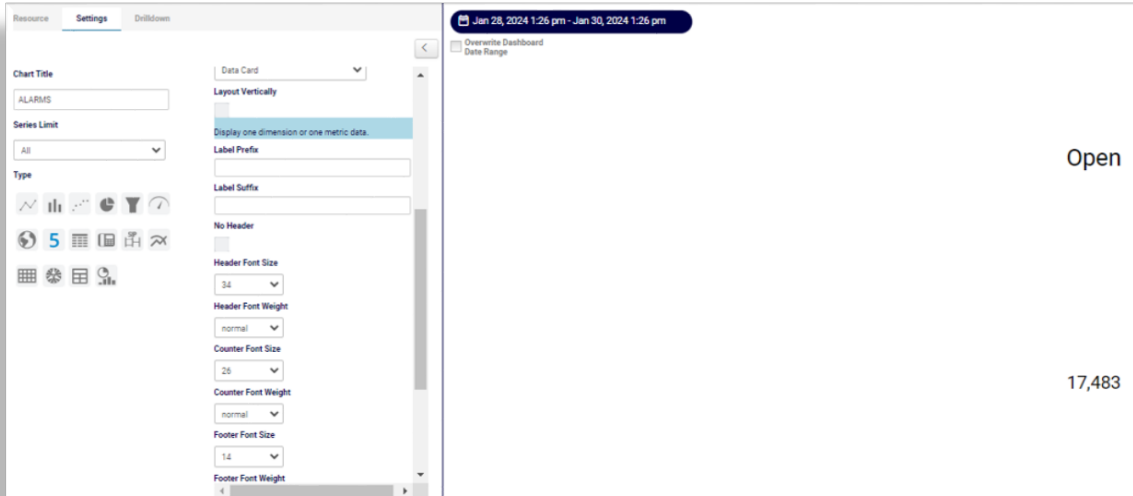 Resource Settings Drilldown
Chart Title
ALARMS
Series Limit
All
Type
5
Data Card
Layout Vertically
Display one dimension or one metric data.
Label Prefix
Label Suffix
No Header
Header Font Size
34
Header Font Weight
normal
Counter Font Size
26
Counter Font Weight
normal
Footer Font Size
14
Footer Font Weight
Jan 28, 2024 1:26 pm - Jan 30, 2024 1:26 pm
Overwrite Dashboard
Date Range
Open
17,483